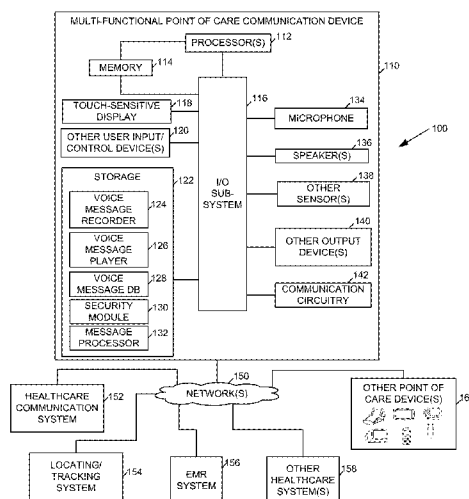 MULTI-FUNCTIONAL POINT OF CARE COMMUNICATION DEVICE
PROCESSOR(S)
112
MEMORY
114
110
TOUCH-SENSITIVE
DISPLAY
118
116
MICROPHONE
134
100
OTHER USER INPUT/
CONTROL DEVICE(S)
120
SPEAKER(S)
136
STORAGE
122
I/O
SUB-
SYSTEM
OTHER
SENSOR(S)
138
VOICE
MESSAGE
RECORDER
124
VOICE
MESSAGE
PLAYER
126
OTHER OUTPUT
DEVICE(S)
140
VOICE
MESSAGE DB
128
COMMUNICATION
CIRCUITRY
142
SECURITY
MODULE
130
MESSAGE
PROCESSOR
132
NETWORK(S)
150
HEALTHCARE
COMMUNICATION
SYSTEM
152
OTHER POINT OF
CARE DEVICE(S)
LOCATING/
TRACKING SYSTEM
154
EMR
SYSTEM
156
OTHER
HEALTHCARE
SYSTEM(S)
158